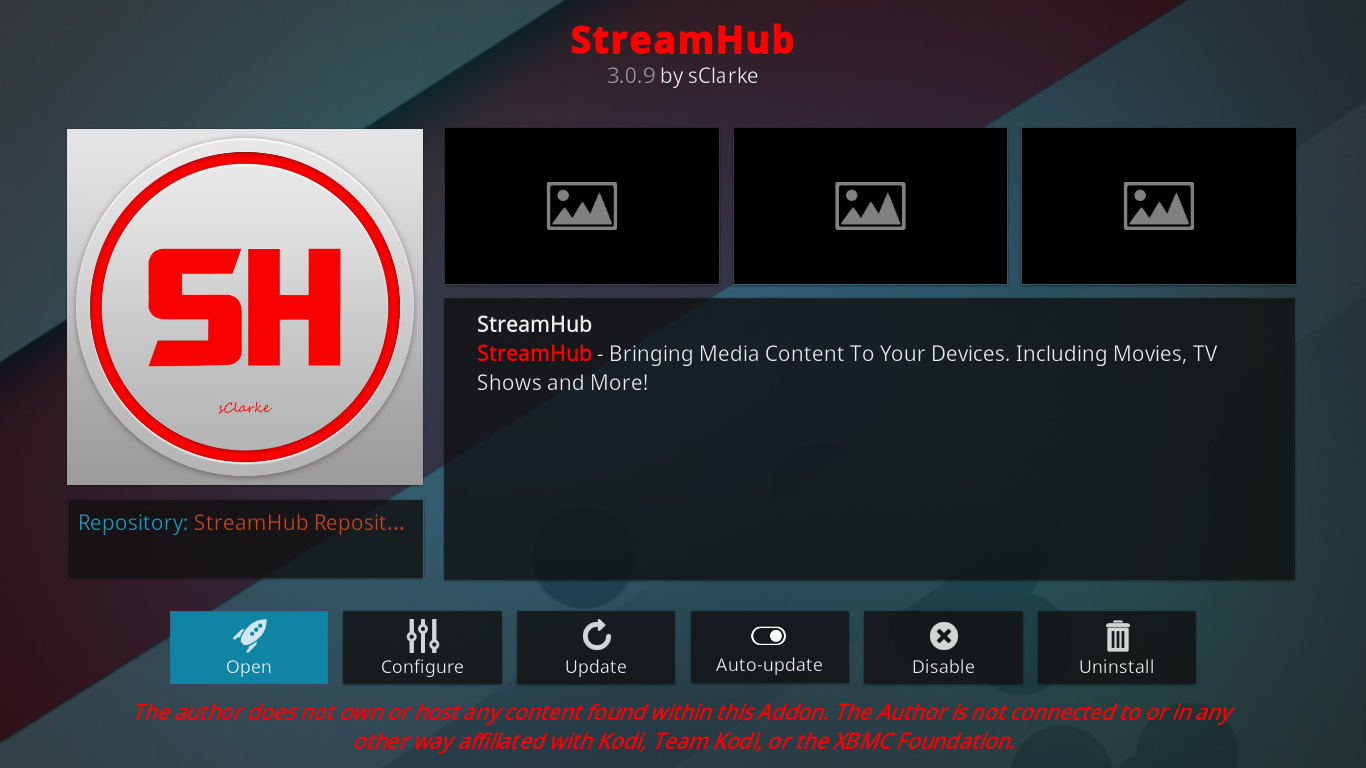 StreamHub
3.0.9 by sClarke
SH
sClarke
StreamHub
StreamHub - Bringing Media Content To Your Devices. Including Movies, TV
Shows and More!
Repository: StreamHub Reposit...
Open
Configure
Update
Auto-update
Disable
Uninstall
The author does not own or host any content found within this Addon. The Author is not connected to or in any
other way affiliated with Kodi, Team Kodi, or the XBMC Foundation.